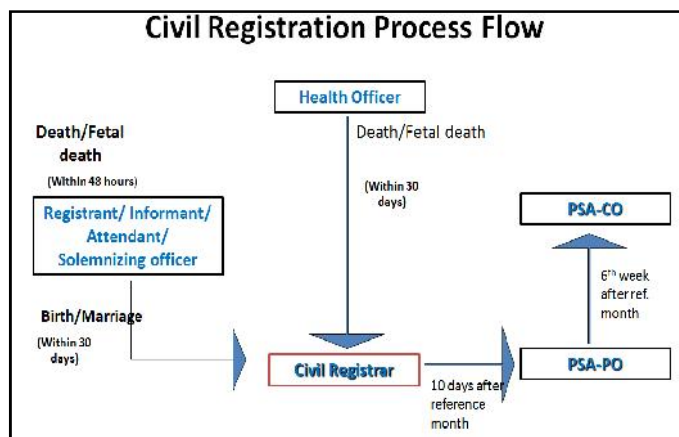 Civil Registration Process Flow
Health Officer
Death/Fetal
death
(Within 48 hours)
Death/Fetal death
(Within 30
days)
Registrant/ Informant/
Attendant/
Solemnizing officer
PSA-CO
Birth/Marriage
(Within 30
days)
6th week
after ref.
month
Civil Registrar
10 days after
reference
month
PSA-PO